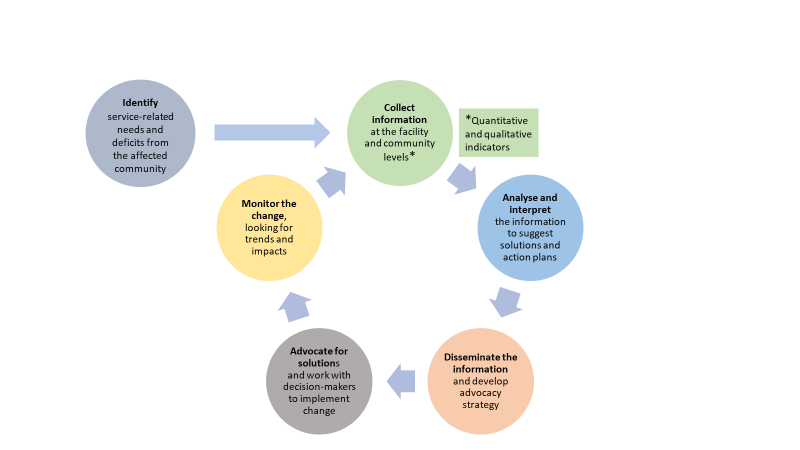 Identify
service-related
needs and
deficits from
the affected
community
Collect
information
at the facility
and community
levels*
*Quantitative
and qualitative
indicators
Analyse and
interpret
the information
to suggest
solutions and
action plans
Disseminate the
information
and develop
advocacy
strategy
Advocate for
solutions
and work with
decision-makers
to implement
change
Monitor the
change,
looking for
trends and
impacts